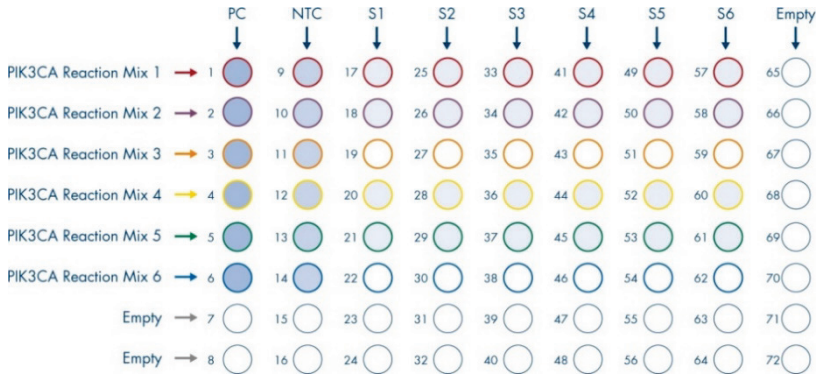 PC NTC S1 S2 S3 S4 S5 S6 Empty
PIK3CA Reaction Mix 1 1 9 17 25 33 41 49 57 65
PIK3CA Reaction Mix 2 2 10 18 26 34 42 50 58 66
PIK3CA Reaction Mix 3 3 11 19 27 35 43 51 59 67
PIK3CA Reaction Mix 4 4 12 20 28 36 44 52 60 68
PIK3CA Reaction Mix 5 5 13 21 29 37 45 53 61 69
PIK3CA Reaction Mix 6 6 14 22 30 38 46 54 62 70
Empty 7 15 23 31 39 47 55 63 71
Empty 8 16 24 32 40 48 56 64 72